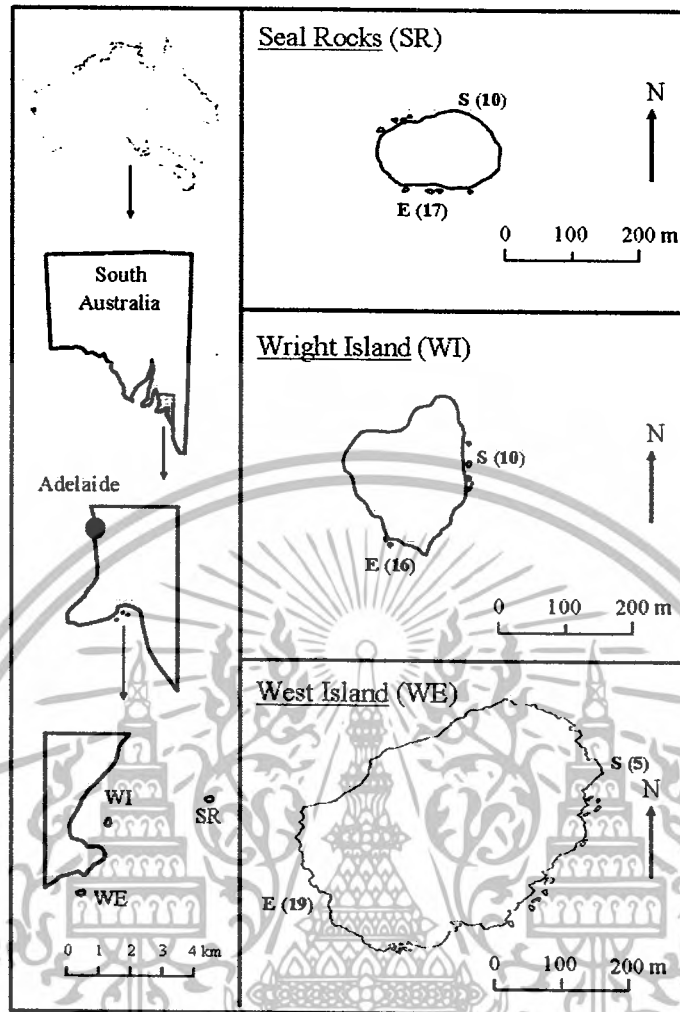 South
Australia
Adelaide
WI
SR
WE
0 1 2 3 4 km
Seal Rocks (SR)
S (10)
N
E (17)
0 100 200 m
Wright Island (WI)
N
S (10)
E (16)
0 100 200 m
West Island (WE)
S (5)
N
E (19)
0 100 200 m